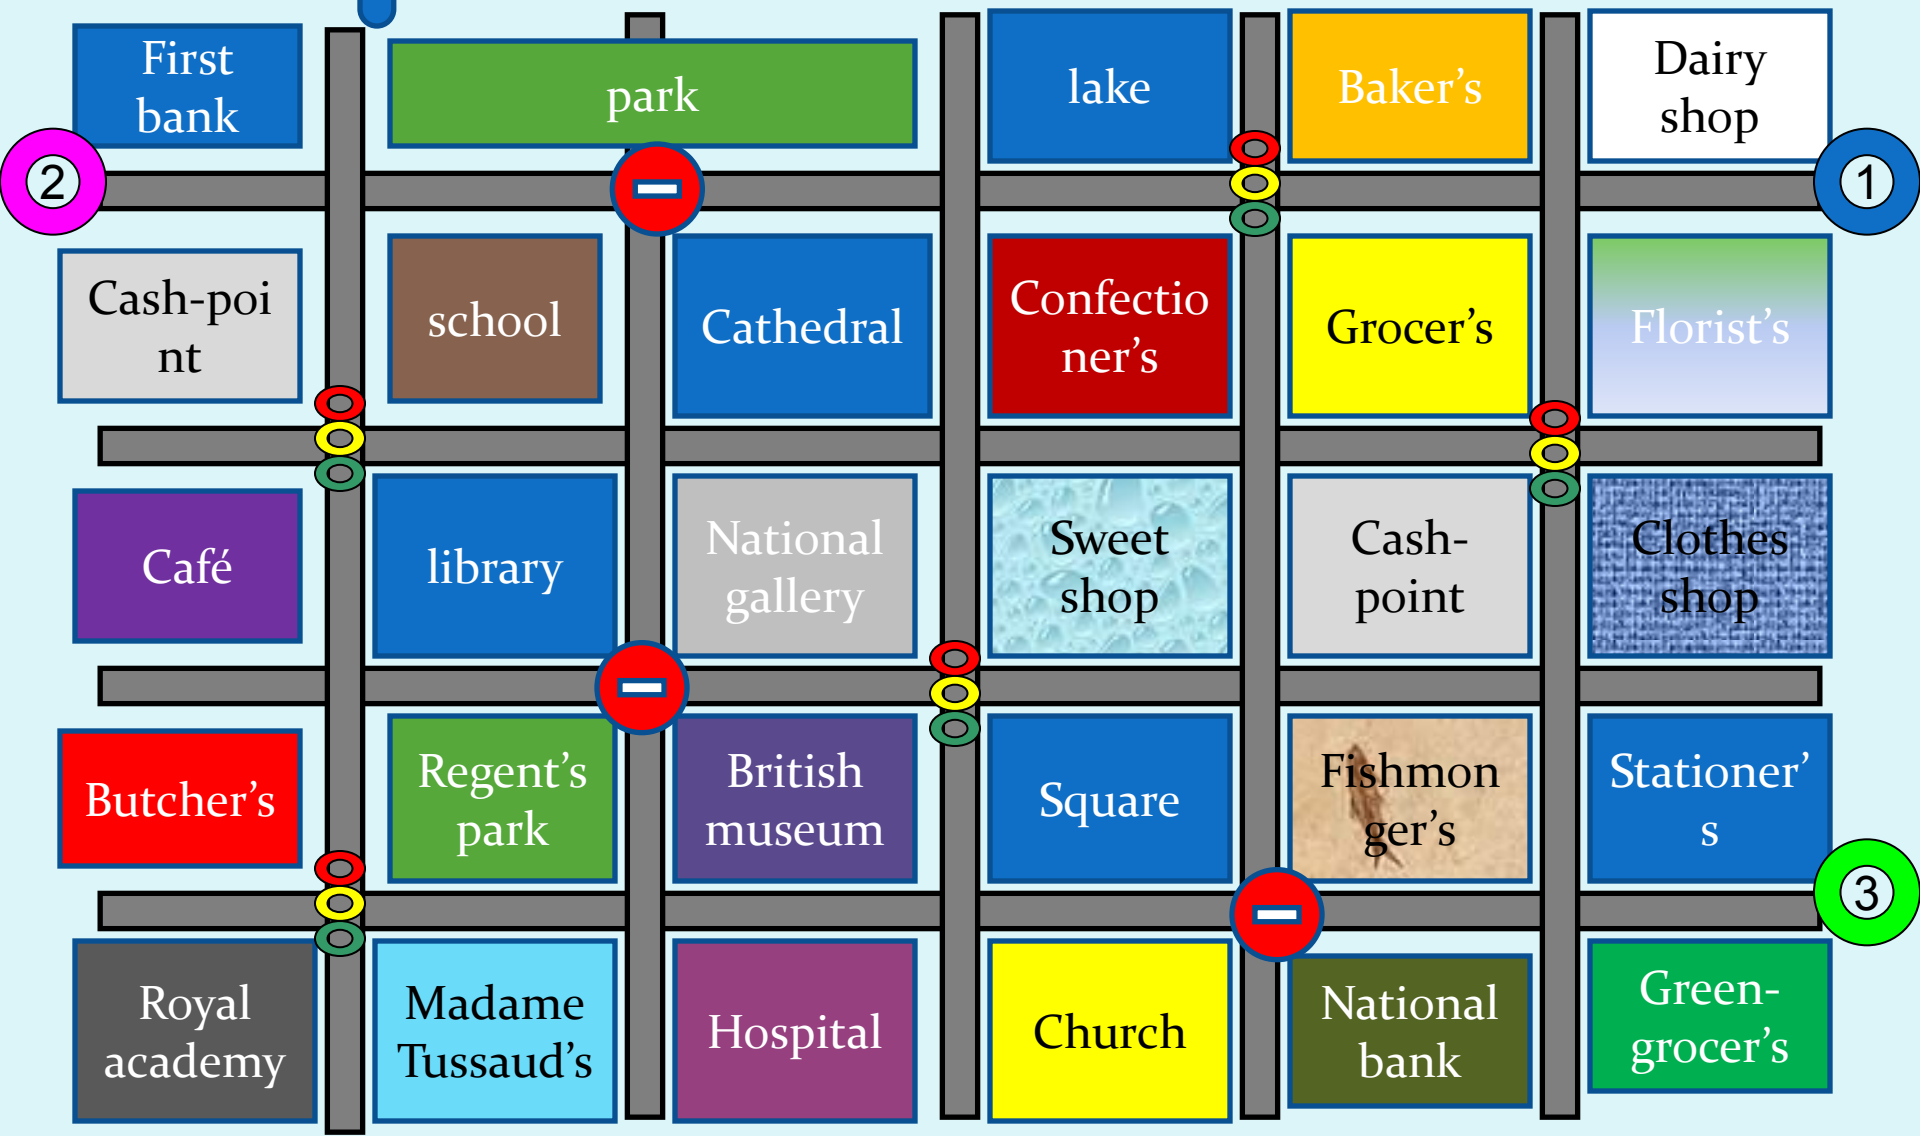 First
bank
park
lake
Baker’s
Dairy
shop
2
1
Cash-poi
nt
school
Cathedral
Confectio
ner’s
Grocer’s
Florist’s
Café
library
National
gallery
Sweet
shop
Cash-
point
Clothes
shop
Butcher’s
Regent’s
park
British
museum
Square
Fishmon
ger’s
Stationer’
s
3
Royal
academy
Madame
Tussaud’s
Hospital
Church
National
bank
Green-
grocer’s